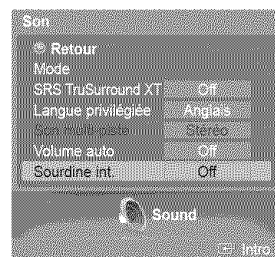 Son
Retour
Mode
SRS TruSurround XT Off
Langue privilégiée Anglais
Son multi-piste Stéréo
Volume auto Off
Sourdine int. Off
Sound
Intro